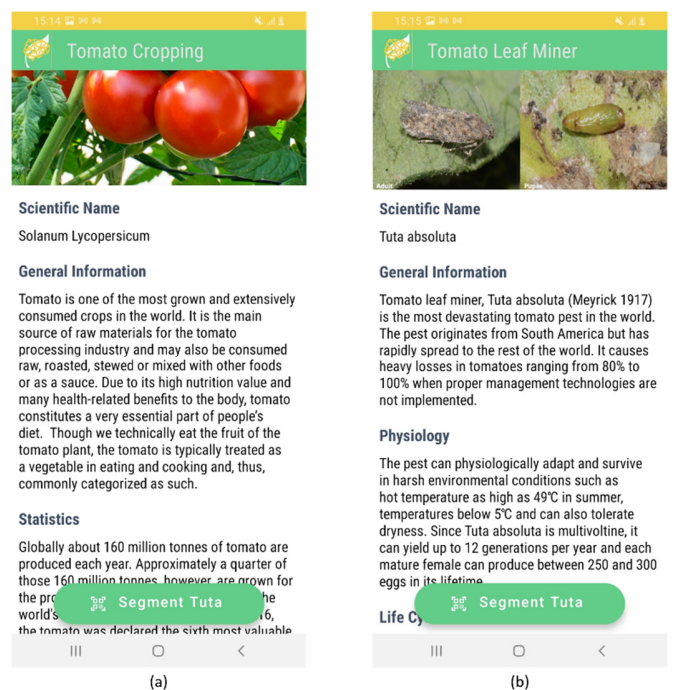 15:14
Tomato Cropping
Scientific Name
Solanum Lycopersicum
General Information
Tomato is one of the most grown and extensively
consumed crops in the world. It is the main
source of raw materials for the tomato
processing industry and may also be consumed
raw, roasted, stewed or mixed with other foods
or as a sauce. Due to its high nutrition value and
many health-related benefits to the body, tomato
constitutes a very essential part of people's
diet. Though we technically eat the fruit of the
tomato plant, the tomato is typically treated as
a vegetable in eating and cooking and, thus,
commonly categorized as such.
Statistics
Globally about 160 million tonnes of tomato are
produced each year. Approximately a quarter of
those 160 million tonnes, however, are grown for
the
world's 16,
the tomato was declared the sixth most valuable
Segment Tuta
(a)
15:15
Tomato Leaf Miner
Adult
Pupae
Scientific Name
Tuta absoluta
General Information
Tomato leaf miner, Tuta absoluta (Meyrick 1917)
is the most devastating tomato pest in the world.
The pest originates from South America but has
rapidly spread to the rest of the world. It causes
heavy losses in tomatoes ranging from 80% to
100% when proper management technologies are
not implemented.
Physiology
The pest can physiologically adapt and survive
in harsh environmental conditions such as
hot temperature as high as 49℃ in summer,
temperatures below 5℃ and can also tolerate
dryness. Since Tuta absoluta is multivoltine, it
can yield up to 12 generations per year and each
mature female can produce between 250 and 300
eggs in its lifetime
Life
Segment Tuta
(b)